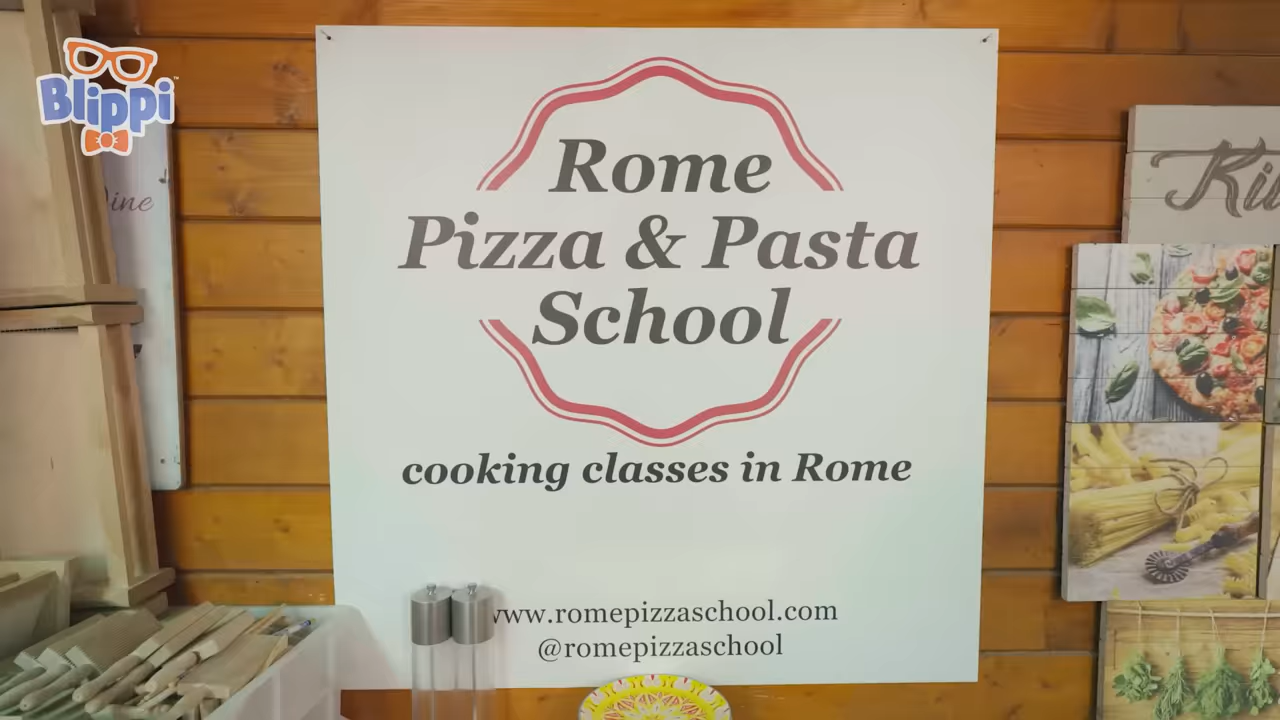 Blippi
Rome
Pizza & Pasta
School
cooking classes in Rome
www.romepizzaschool.com
@romepizzaschool